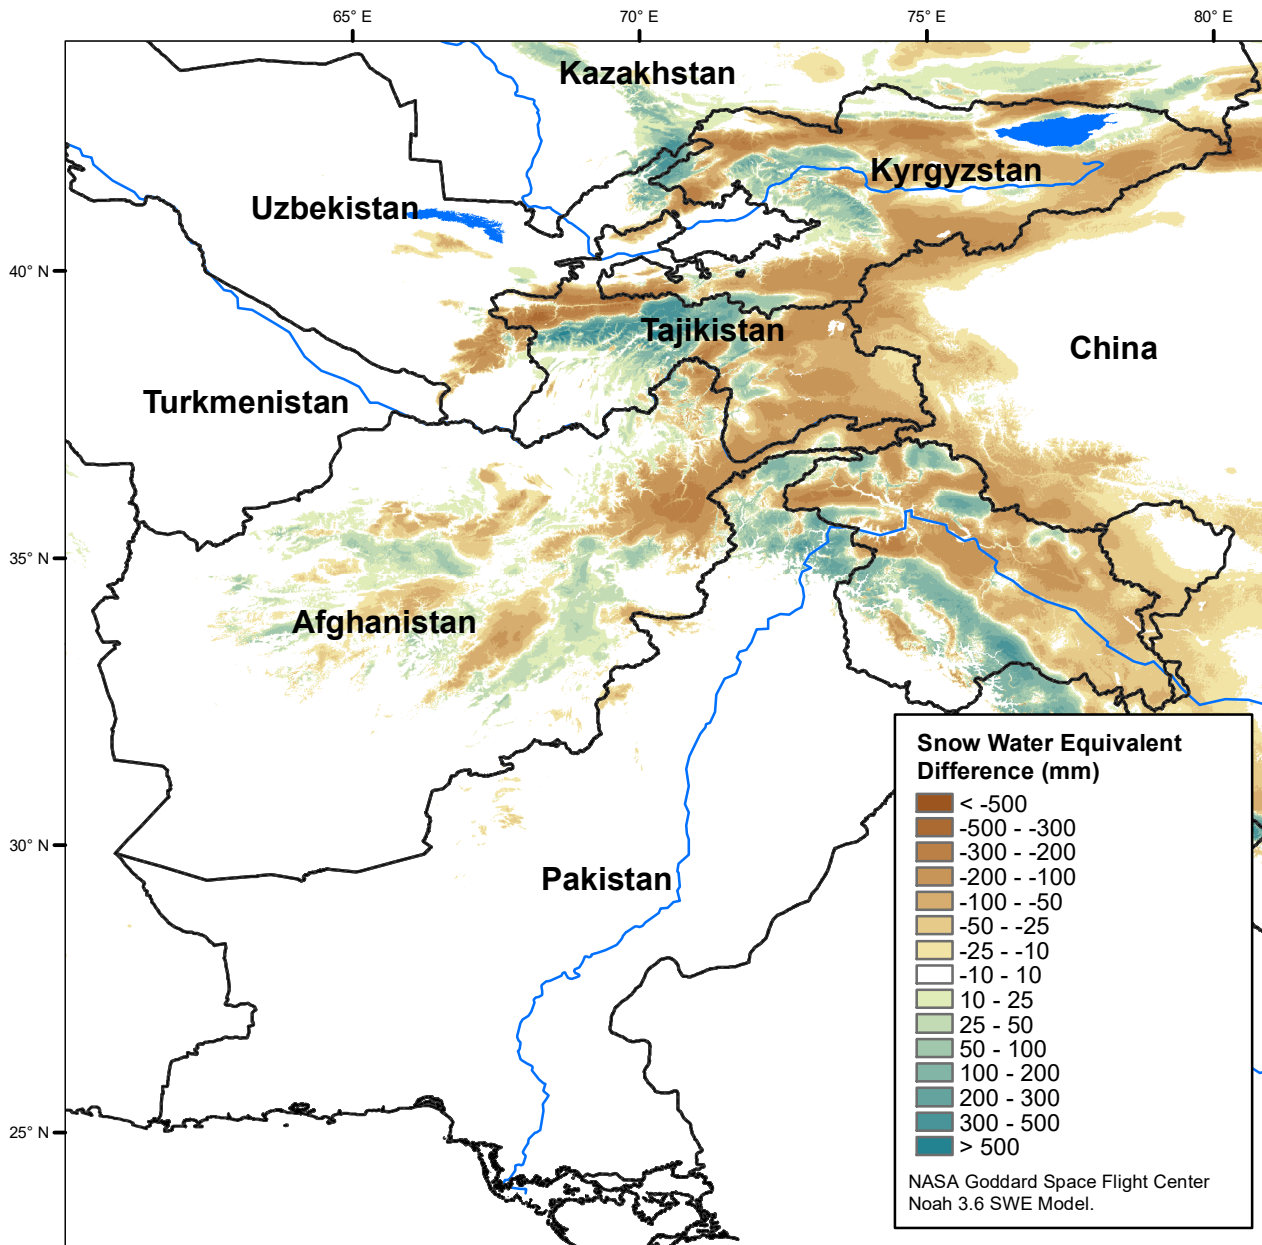 65° E
70° E
75° E
80° E
Kazakhstan
Kyrgyzstan
Uzbekistan
40° N
Tajikistan
China
Turkmenistan
35° N
Afghanistan
30° N
Pakistan
25° N
Snow Water Equivalent
Difference (mm)
< -500
-500 - -300
-300 - -200
-200 - -100
-100 - -50
-50 - -25
-25 - -10
-10 - 10
10 - 25
25 - 50
50 - 100
100 - 200
200 - 300
300 - 500
> 500
NASA Goddard Space Flight Center
Noah 3.6 SWE Model.